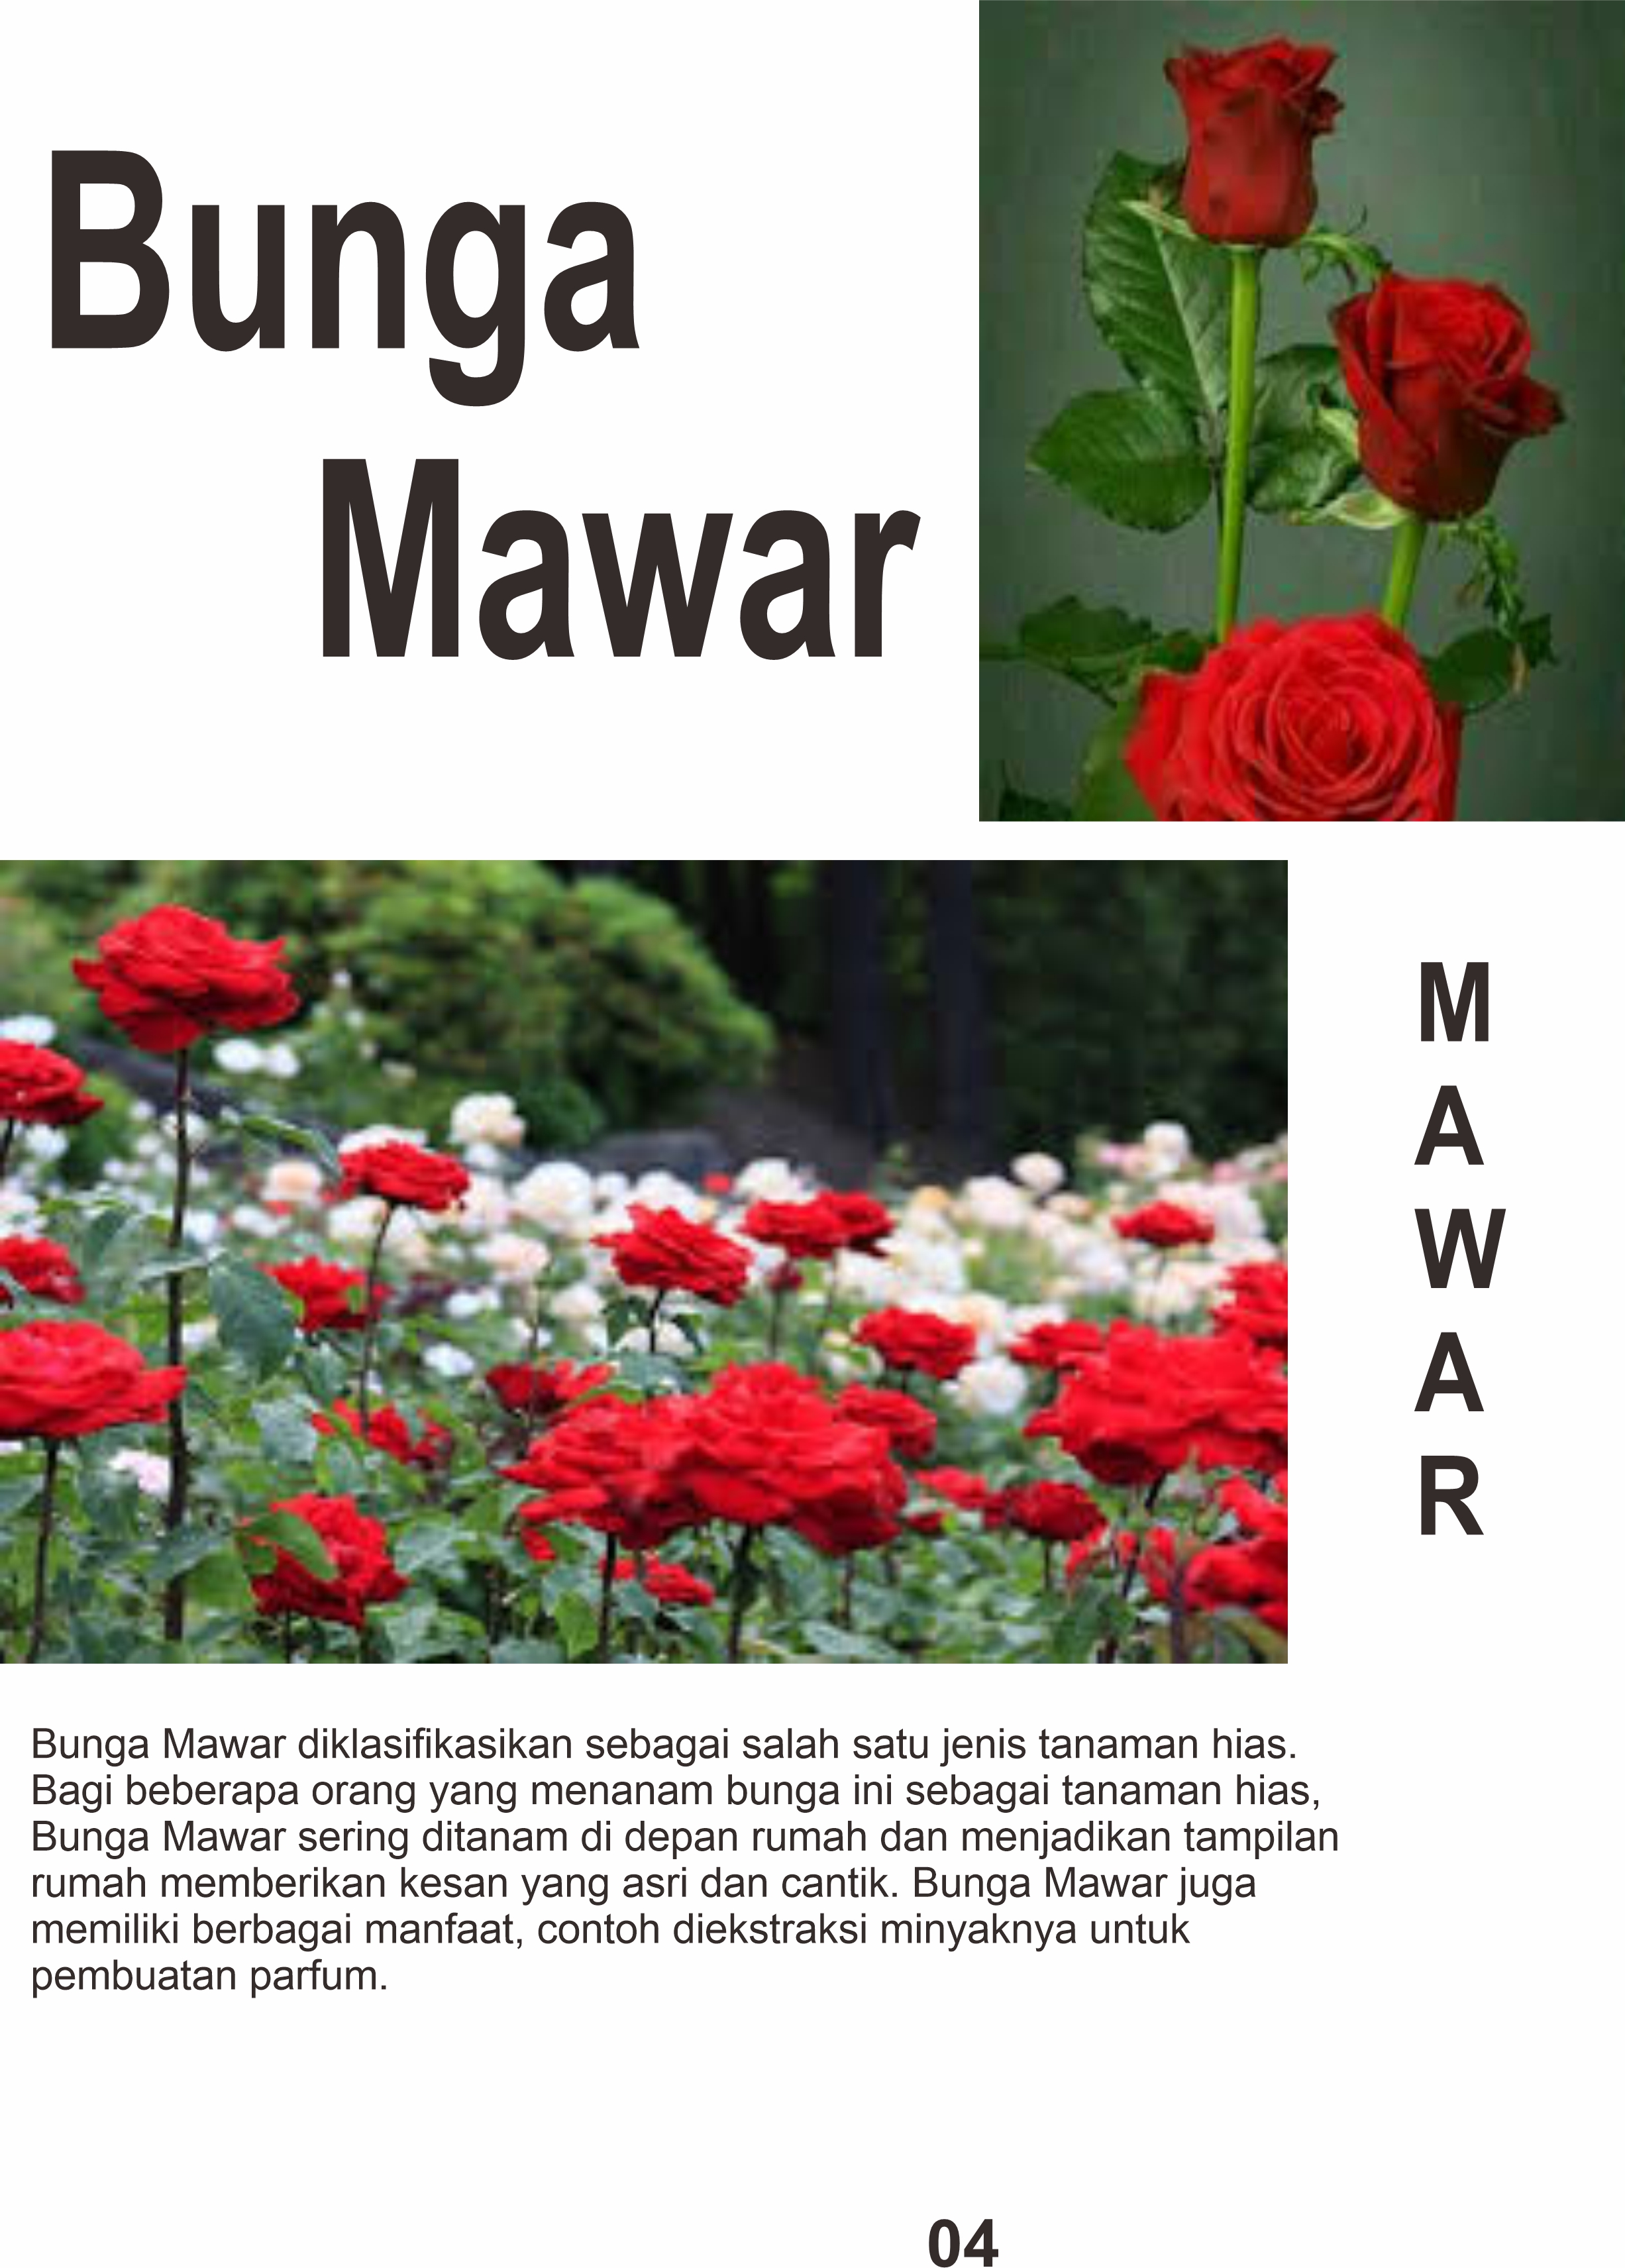 Bunga
Mawar
M
A
W
A
R
Bunga Mawar diklasifikasikan sebagai salah satu jenis tanaman hias.
Bagi beberapa orang yang menanam bunga ini sebagai tanaman hias,
Bunga Mawar sering ditanam di depan rumah dan menjadikan tampilan
rumah memberikan kesan yang asri dan cantik. Bunga Mawar juga
memiliki berbagai manfaat, contoh diekstraksi minyaknya untuk
pembuatan parfum.
04